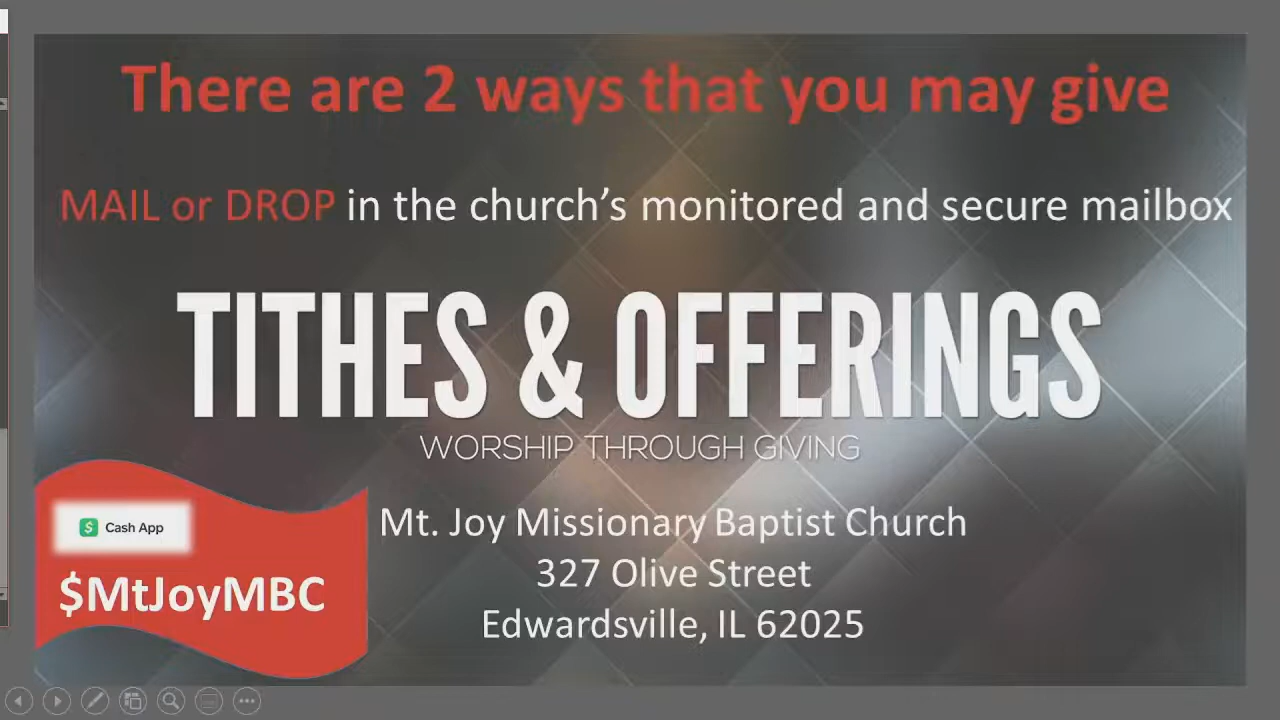 There are 2 ways that you may give
MAIL or DROP in the church’s monitored and secure mailbox
TITHES & OFFERINGS
WORSHIP THROUGH GIVING
$ Cash App
$MtJoyMBC
Mt. Joy Missionary Baptist Church
327 Olive Street
Edwardsville, IL 62025